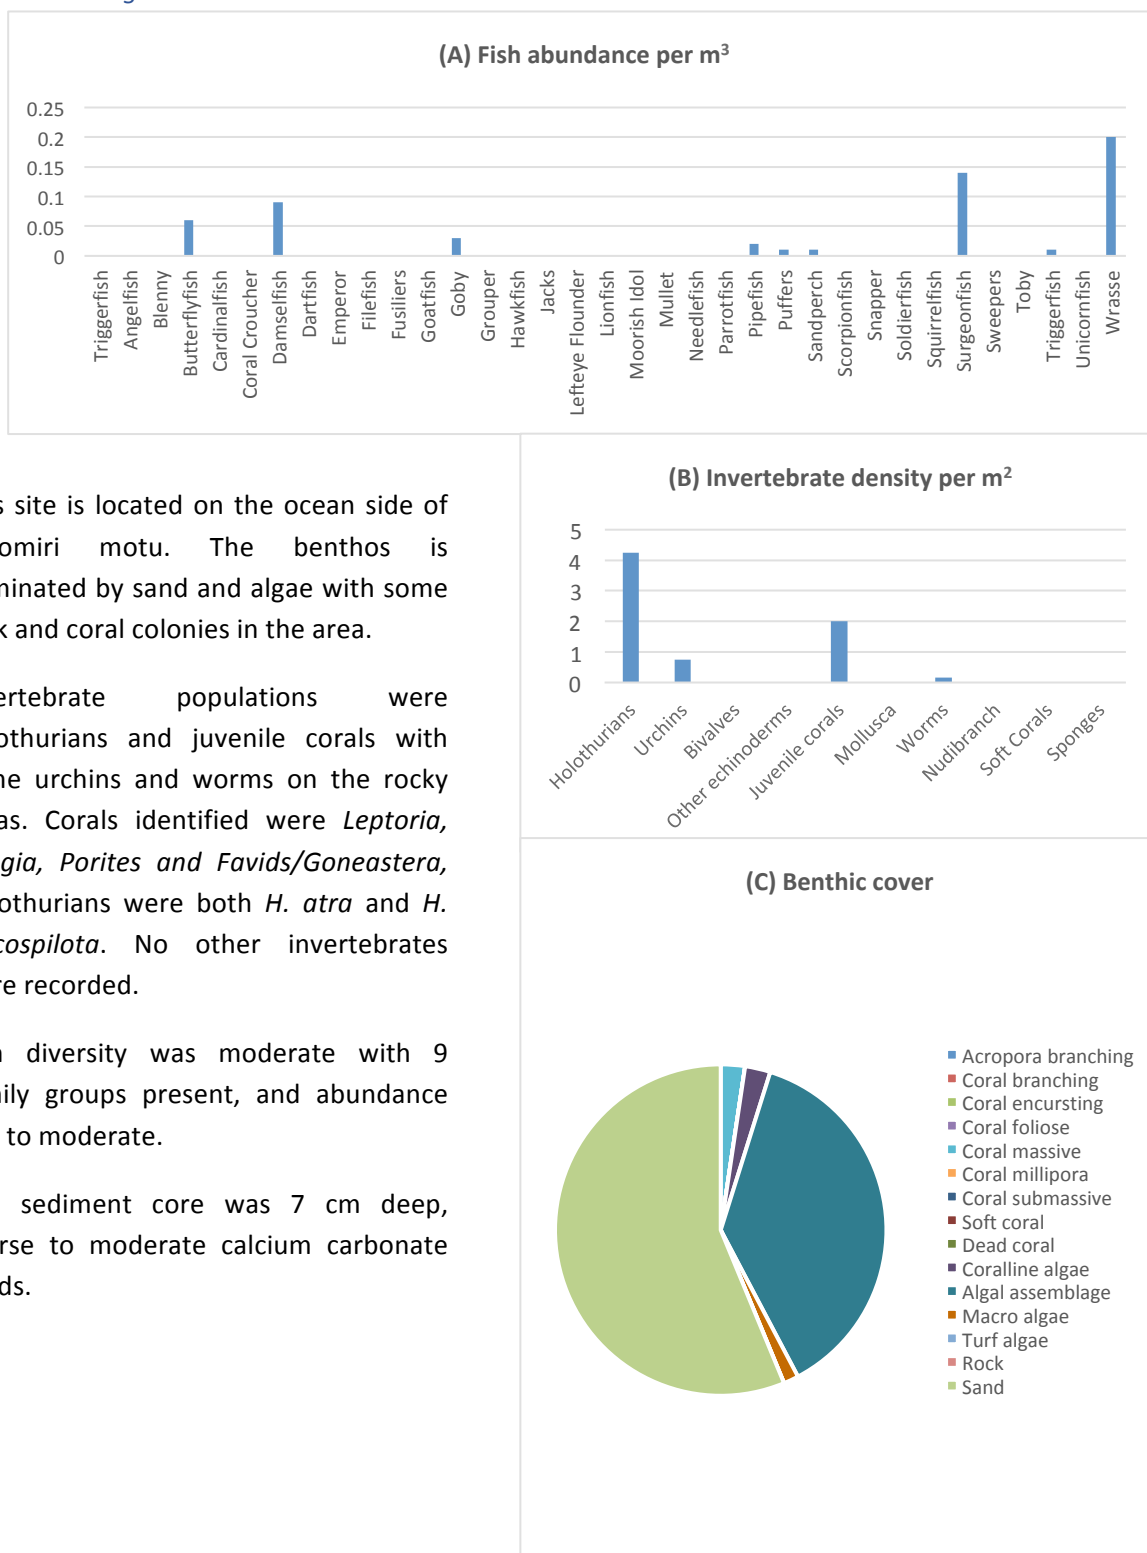 (A) Fish abundance per m³
0.25
0.2
0.15
0.1
0.05
0
Triggerfish
Angelfish
Blenny
Butterflyfish
Cardinalfish
Coral Croucher
Damselfish
Dartfish
Emperor
Filefish
Fusiliers
Goatfish
Goby
Grouper
Hawkfish
Jacks
Lefteye Flounder
Lionfish
Moorish Idol
Mullet
Needlefish
Parrotfish
Pipefish
Puffers
Sandperch
Scorpionfish
Snapper
Soldierfish
Squirrelfish
Surgeonfish
Sweepers
Toby
Triggerfish
Unicornfish
Wrasse
s site is located on the ocean side of
omiri motu. The benthos is
minated by sand and algae with some
k and coral colonies in the area.
ertebrate populations were
othurians and juvenile corals with
ne urchins and worms on the rocky
as. Corals identified were Leptoria,
gia, Porites and Favids/Goneastera,
othurians were both H. atra and H.
cospilota. No other invertebrates
re recorded.
n diversity was moderate with 9
nily groups present, and abundance
to moderate.
sediment core was 7 cm deep,
rse to moderate calcium carbonate
ds.
(B) Invertebrate density per m²
5
4
3
2
1
0
Holothurians
Urchins
Bivalves
Other echinoderms
Juvenile corals
Mollusca
Worms
Nudibranch
Soft Corals
Sponges
(C) Benthic cover
Acropora branching
Coral branching
Coral encursting
Coral foliose
Coral massive
Coral millipora
Coral submassive
Soft coral
Dead coral
Coralline algae
Algal assemblage
Macro algae
Turf algae
Rock
Sand